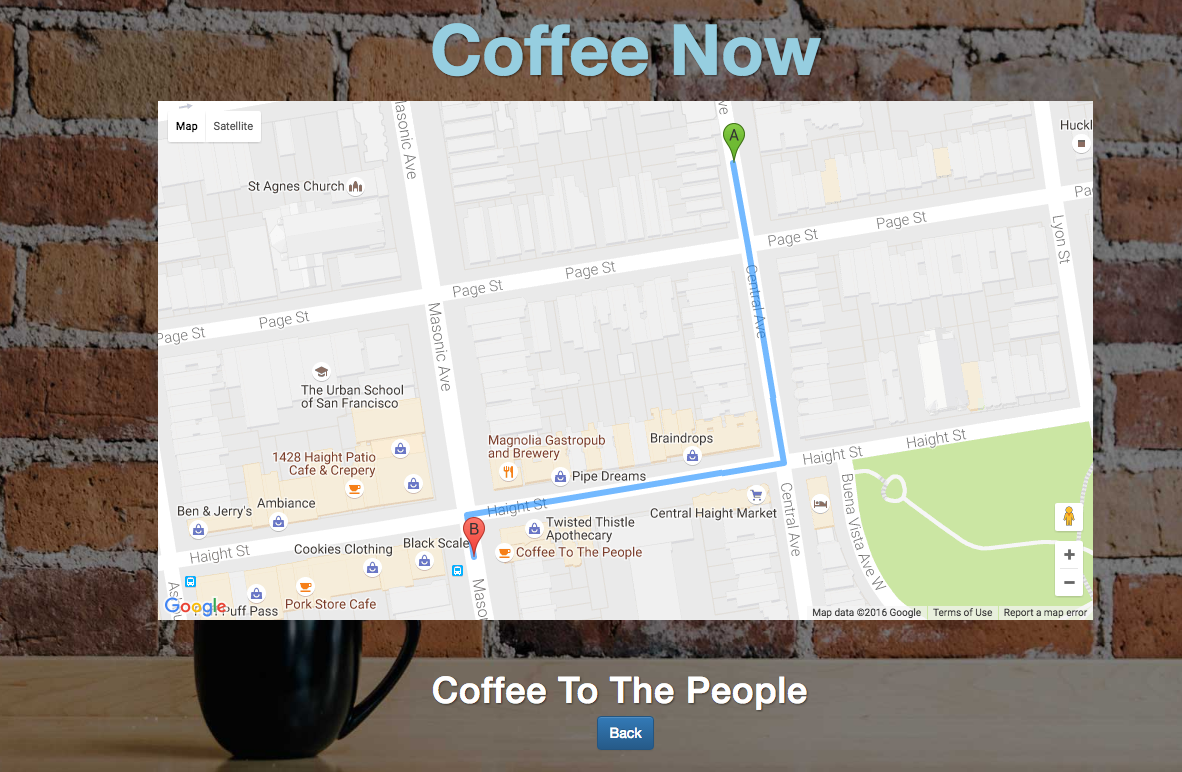 Coffee Now
Map
Satellite
Masonic Ave
ve
A
Huckl
St Agnes Church
Pa
Page St
Page St
Lyon St
Page St
Page St
Central Ave
Page St
Page St
Masonic Ave
The Urban School
of San Francisco
Magnolia Gastropub
and Brewery
Braindrops
Haight St
Haight St
1428 Haight Patio
Cafe & Crepery
Pipe Dreams
Ben & Jerry's
Ambiance
Haight St
Central Haight Market
Central Ave
Buena Vista Ave W
B
Twisted Thistle
Apothecary
Haight St
Cookies Clothing
Black Scale
Coffee To The People
Pork Store Cafe
Mason
Google
Puff Pass
Map data ©2016 Google
Terms of Use
Report a map error
+
−
Coffee To The People
Back